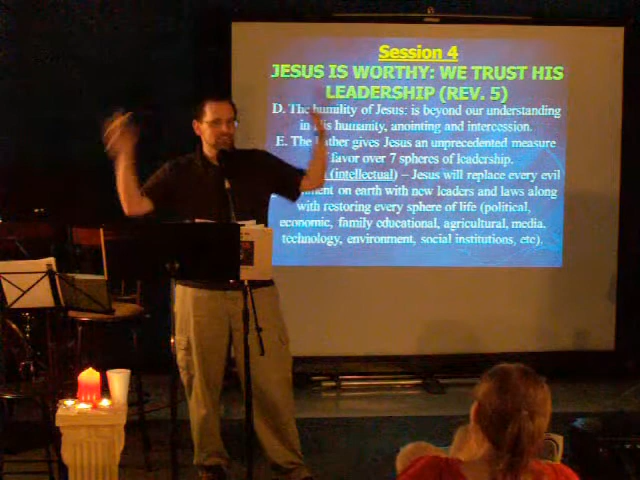 Session 4
JESUS IS WORTHY: WE TRUST HIS
LEADERSHIP (REV. 5)
D. The humility of Jesus: is beyond our understanding
in his humanity, anointing and intercession.
E. The Father gives Jesus an unprecedented measure
favor over 7 spheres of leadership.
(intellectual) – Jesus will replace every evil
on earth with new leaders and laws along
with restoring every sphere of life (political,
economic, family educational, agricultural, media,
technology, environment, social institutions, etc).